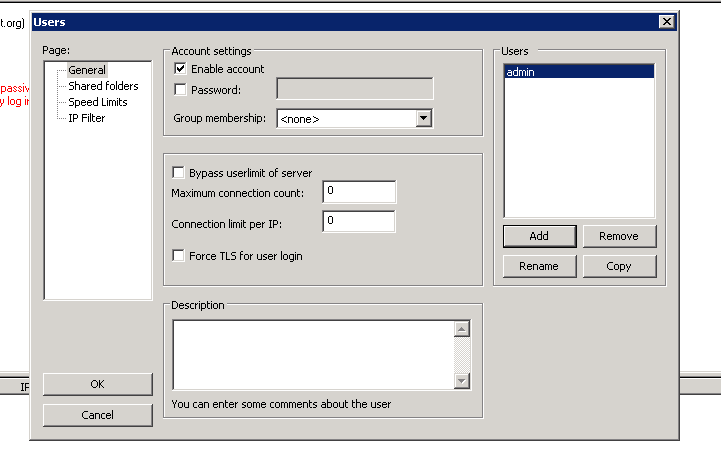 Users
t.org)
passiv
y log in
IP
Page:
General
Shared folders
Speed Limits
IP Filter
OK
Cancel
Account settings
Enable account
Password:
Group membership: <none>
Bypass userlimit of server
Maximum connection count: 0
Connection limit per IP: 0
Force TLS for user login
Description
You can enter some comments about the user
Users
admin
Add Remove
Rename Copy